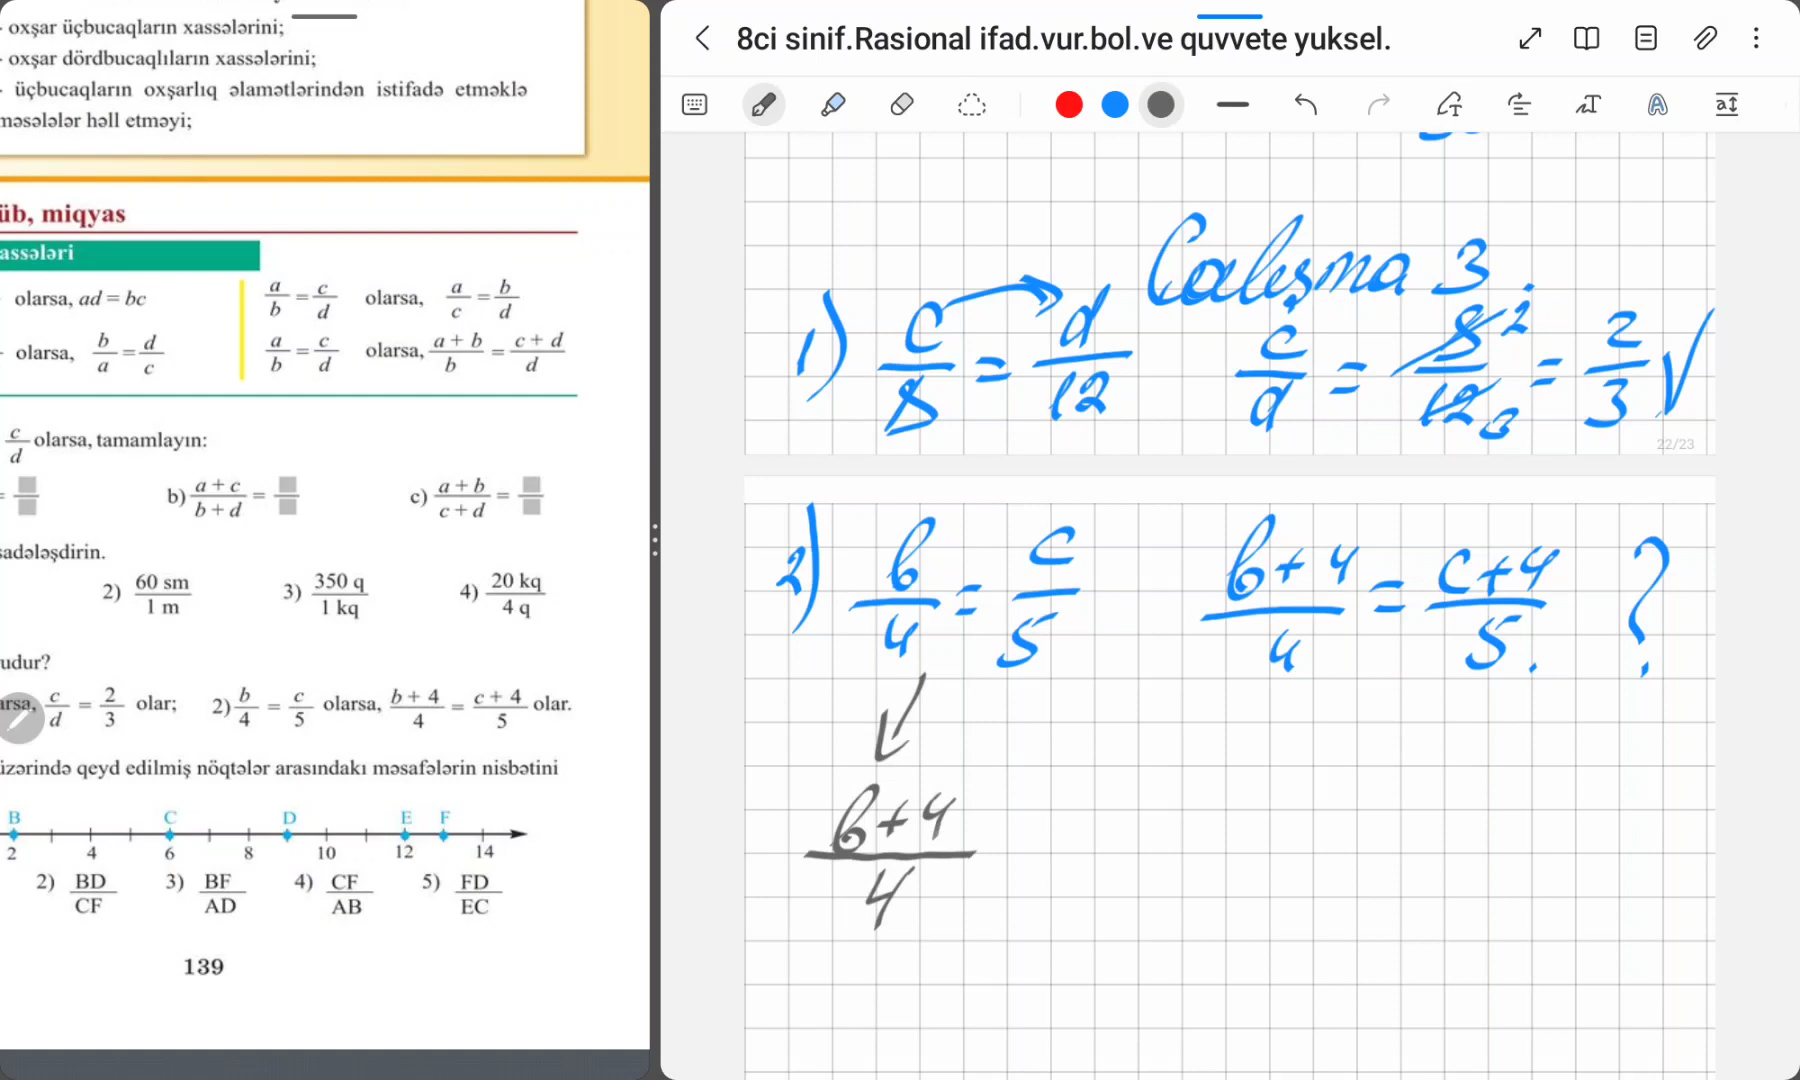 - oxşar üçbucaqların xassələrini;
- oxşar dördbucaqlıların xassələrini;
- üçbucaqların oxşarlıq əlamətlərindən istifadə etməklə
məsələlər həll etməyi;
üb, miqyas
assələri
olarsa, ad = bc
a/b = c/d olarsa, a/c = b/d
- olarsa, b/a = d/c
a/b = c/d olarsa, (a + b)/b = (c + d)/d
c/d olarsa, tamamlayın:
= b) (a + c)/(b + d) = c) (a + b)/(c + d) =
sadələşdirin.
2) 60 sm/1 m 3) 350 q/1 kq 4) 20 kq/4 q
udur?
arsa, c/d = 2/3 olar; 2) b/4 = c/5 olarsa, (b + 4)/4 = (c + 4)/5 olar.
üzərində qeyd edilmiş nöqtələr arasındakı məsafələrin nisbətini
B C D E F
2 4 6 8 10 12 14
2) BD/CF 3) BF/AD 4) CF/AB 5) FD/EC
139
8ci sinif.Rasional ifad.vur.bol.ve quvvete yuksel.
Calışma 3.
1) c/8 = d/12 c/d = 8 2/12 3 = 2/3 √
22/23
2) b/4 = c/5 (b+4)/4 = (c+4)/5. ?
(b+4)/4